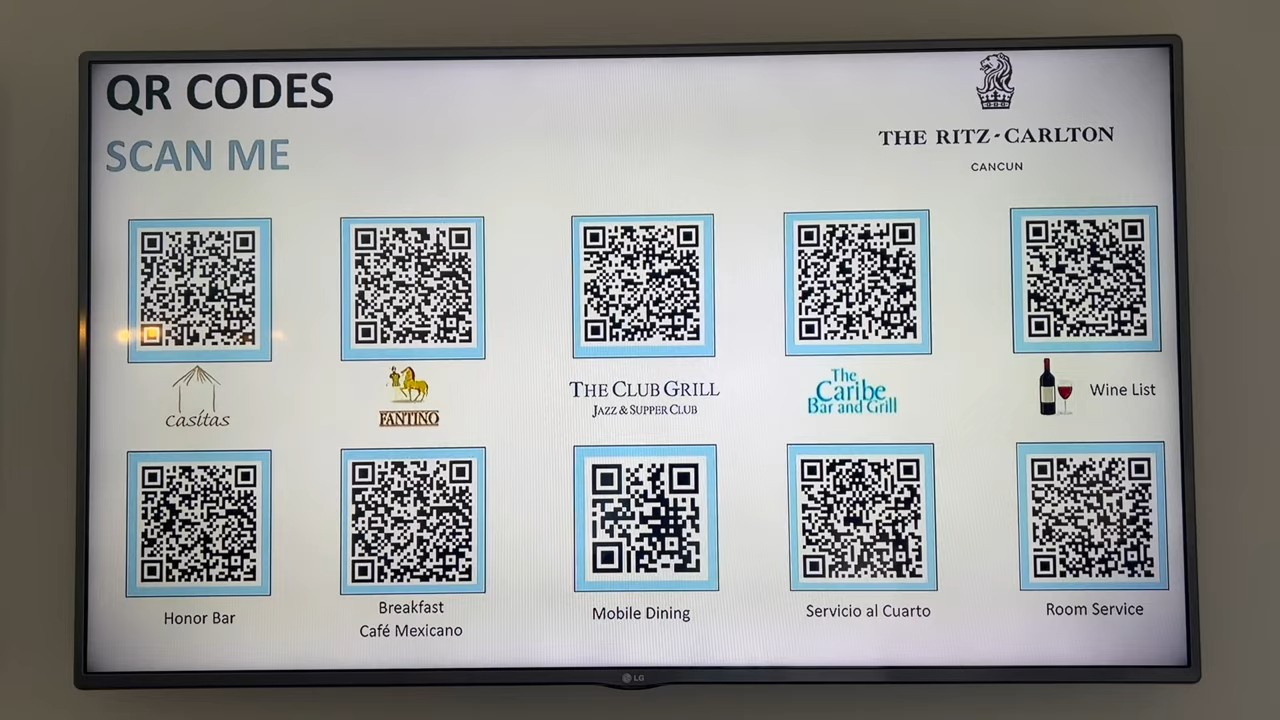 QR CODES
SCAN ME
THE RITZ-CARLTON
CANCUN
casitas
FANTINO
THE CLUB GRILL
JAZZ & SUPPER CLUB
The
Caribe
Bar and Grill
Wine List
Honor Bar
Breakfast
Café Mexicano
Mobile Dining
Servicio al Cuarto
Room Service
LG